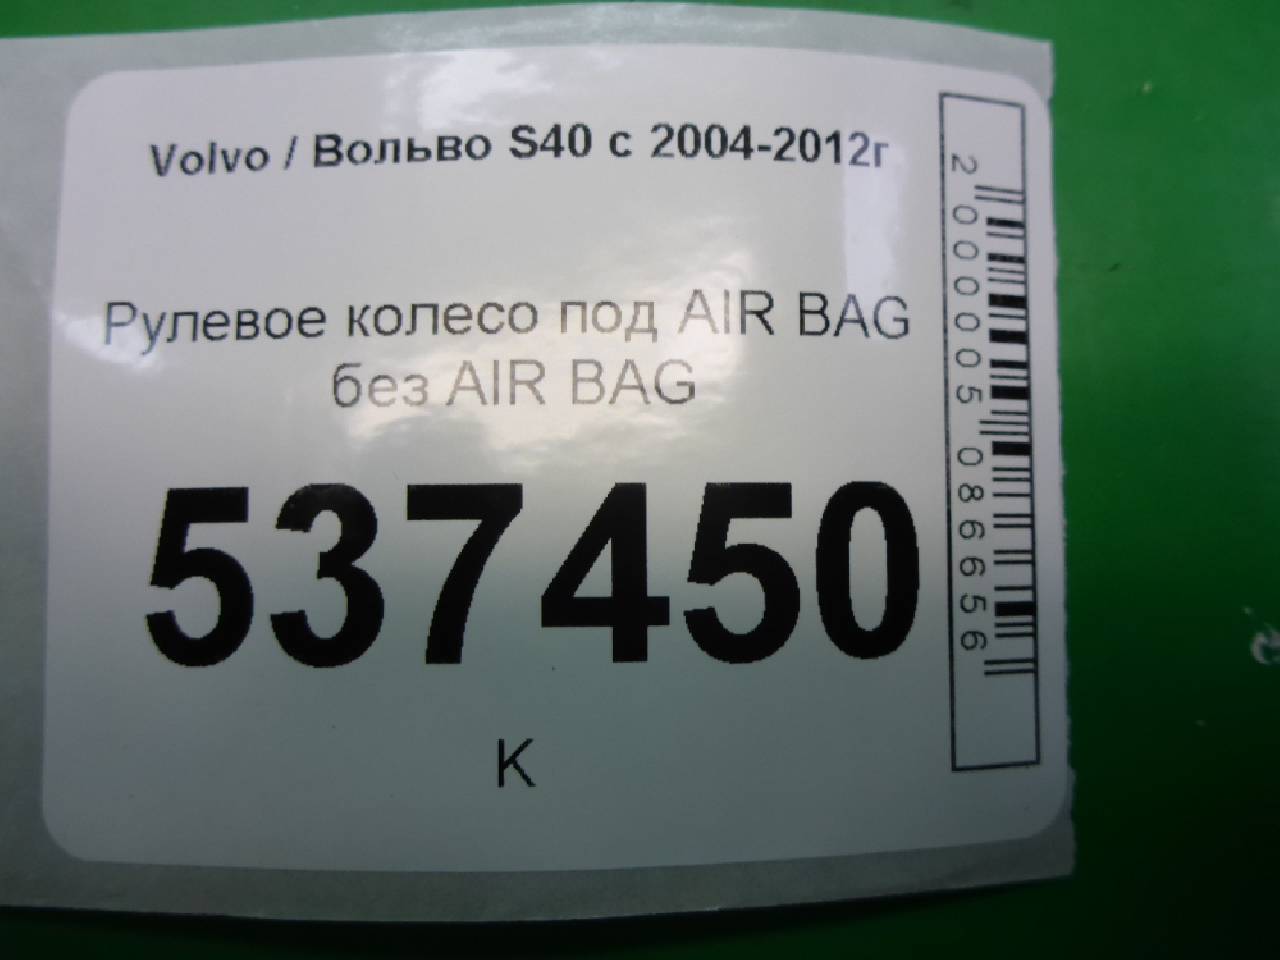 Volvo / Вольво S40 с 2004-2012г
Рулевое колесо под AIR BAG
без AIR BAG
537450
К
2000005086656